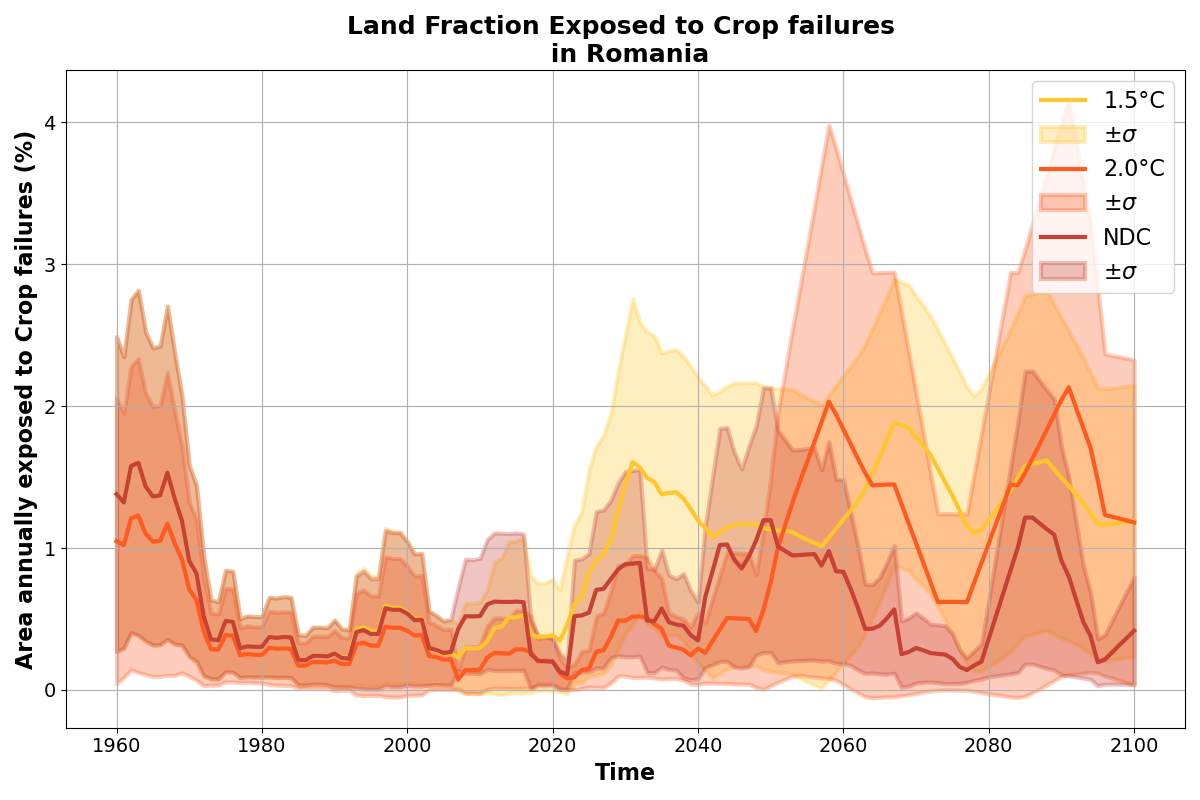 Land Fraction Exposed to Crop failures
in Romania
Area annually exposed to Crop failures (%)
4
3
2
1
0
1.5°C
±σ
2.0°C
±σ
NDC
±σ
1960
1980
2000
2020
2040
2060
2080
2100
Time